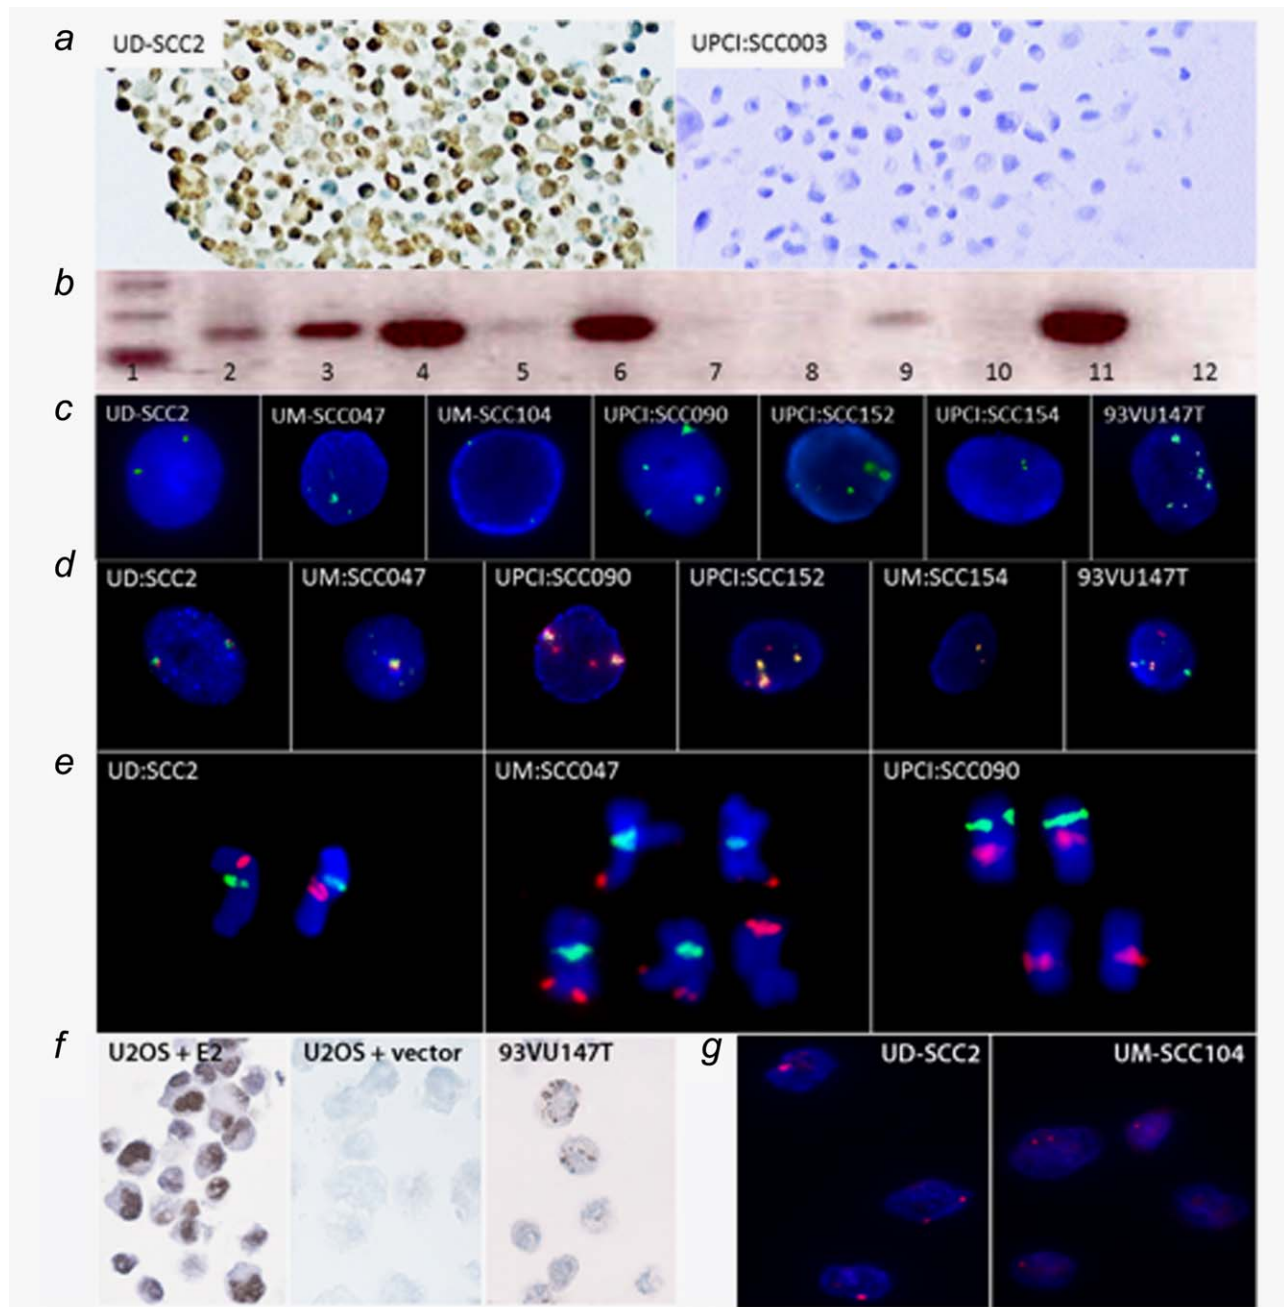 a
UD-SCC2 UPCI:SCC003
b
1 2 3 4 5 6 7 8 9 10 11 12
c
UD-SCC2 UM-SCC047 UM-SCC104 UPCI:SCC090 UPCI:SCC152 UPCI:SCC154 93VU147T
d
UD:SCC2 UM:SCC047 UPCI:SCC090 UPCI:SCC152 UM:SCC154 93VU147T
e
UD:SCC2 UM:SCC047 UPCI:SCC090
f
U2OS + E2 U2OS + vector 93VU147T
g
UD-SCC2 UM-SCC104